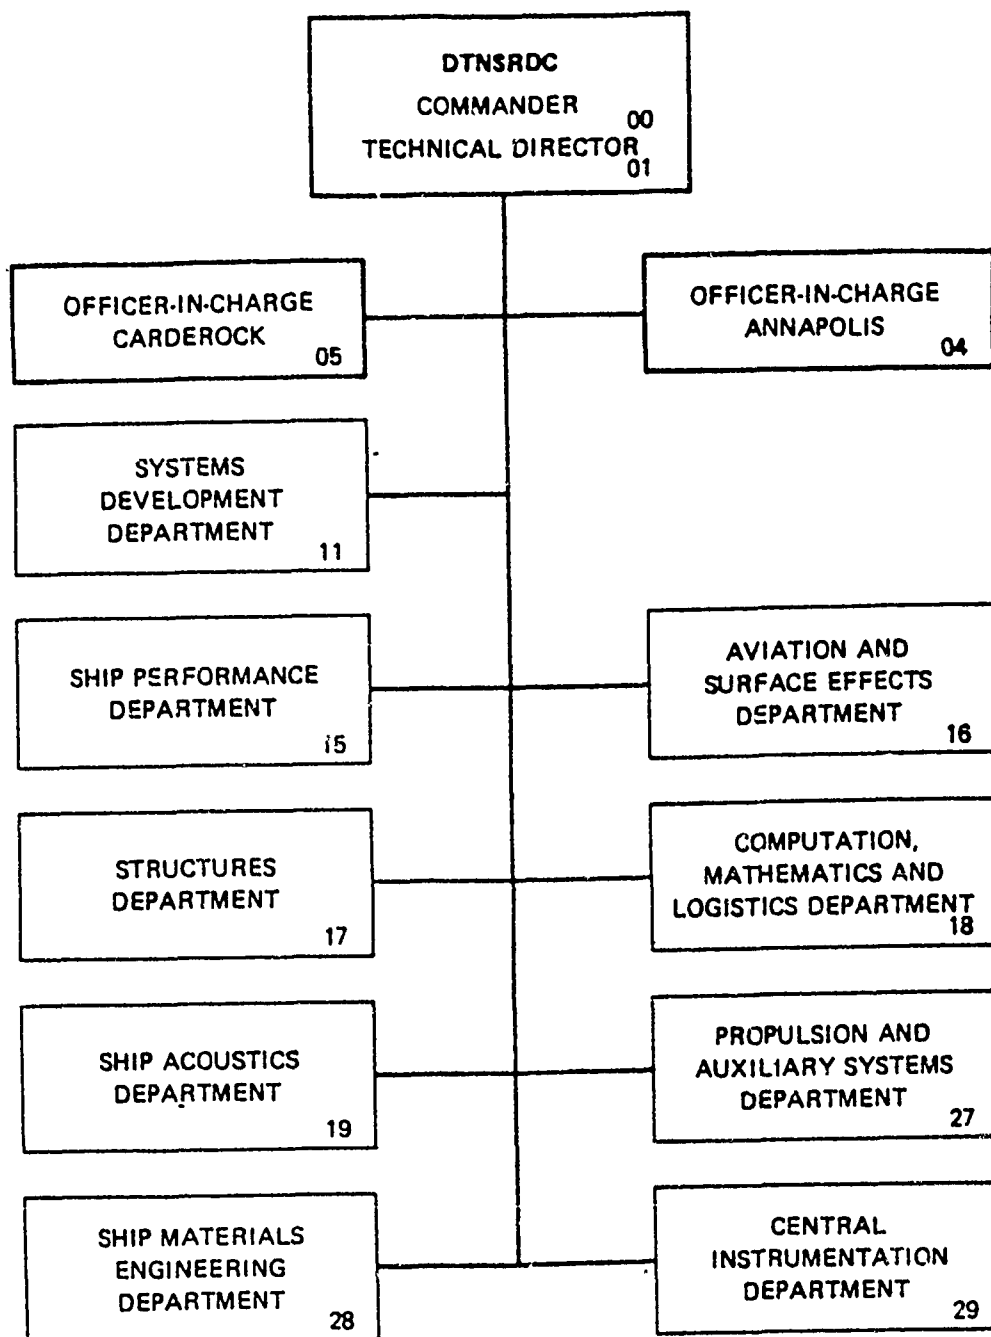 DTNSRDC
COMMANDER
00
TECHNICAL DIRECTOR
01
OFFICER-IN-CHARGE
CARDEROCK
05
OFFICER-IN-CHARGE
ANNAPOLIS
04
SYSTEMS
DEVELOPMENT
DEPARTMENT
11
SHIP PERFORMANCE
DEPARTMENT
15
AVIATION AND
SURFACE EFFECTS
DEPARTMENT
16
STRUCTURES
DEPARTMENT
17
COMPUTATION,
MATHEMATICS AND
LOGISTICS DEPARTMENT
18
SHIP ACOUSTICS
DEPARTMENT
19
PROPULSION AND
AUXILIARY SYSTEMS
DEPARTMENT
27
SHIP MATERIALS
ENGINEERING
DEPARTMENT
28
CENTRAL
INSTRUMENTATION
DEPARTMENT
29